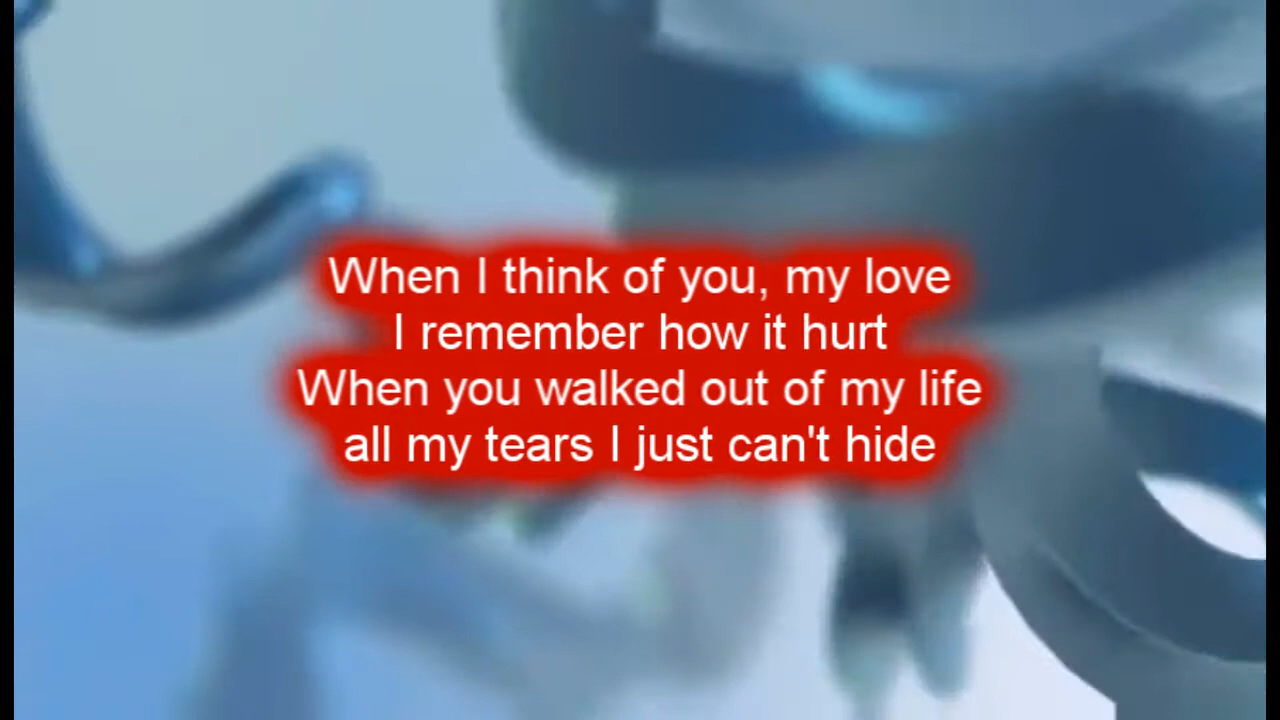 When I think of you, my love
I remember how it hurt
When you walked out of my life
all my tears I just can't hide